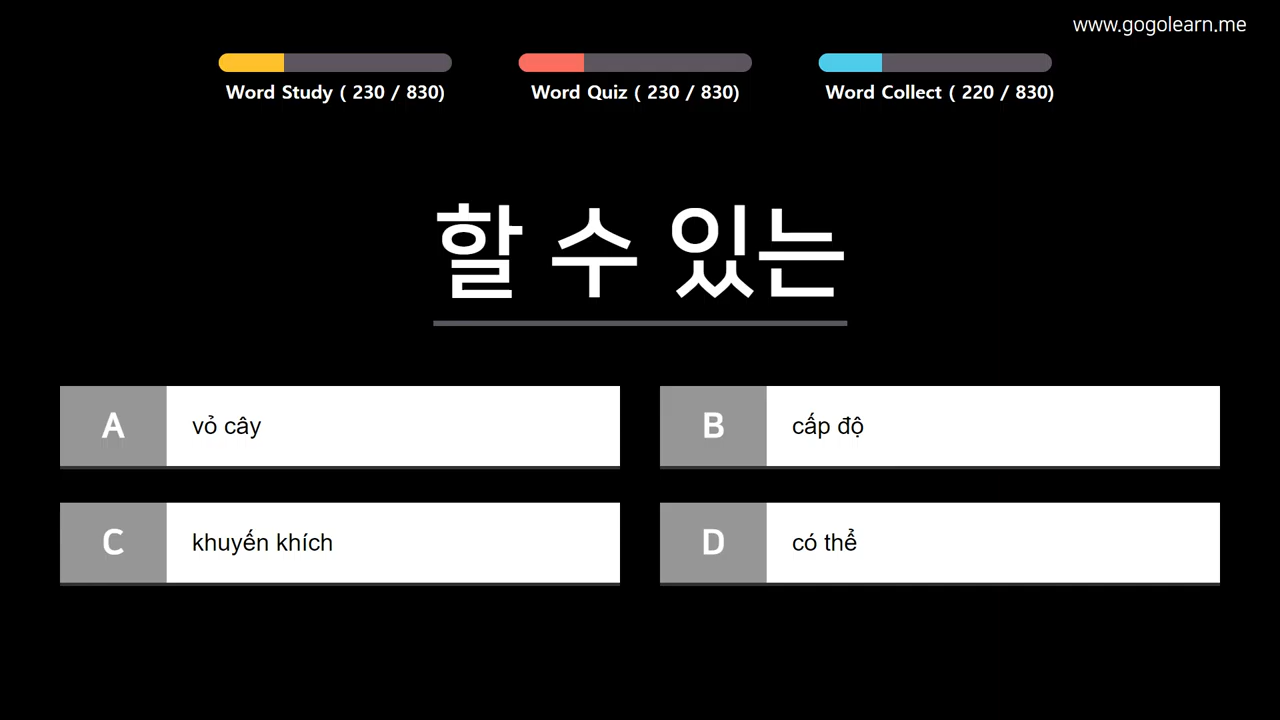 www.gogolearn.me
Word Study ( 230 / 830)
Word Quiz ( 230 / 830)
Word Collect ( 220 / 830)
할 수 있는
A vỏ cây
B cấp độ
C khuyến khích
D có thể